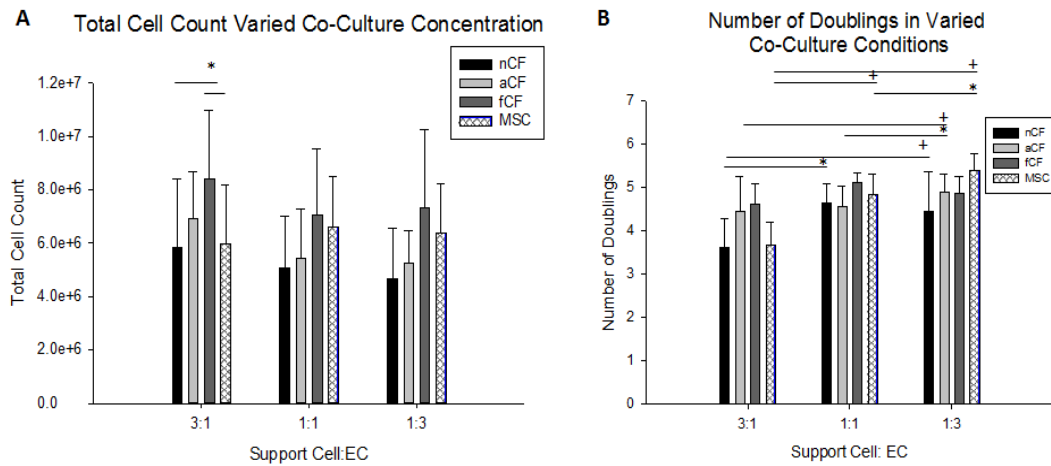 A
Total Cell Count Varied Co-Culture Concentration
nCF
aCF
fCF
MSC
*
1.2e+7
1.0e+7
8.0e+6
6.0e+6
4.0e+6
2.0e+6
0.0
Total Cell Count
3:1
1:1
1:3
Support Cell:EC
B
Number of Doublings in Varied
Co-Culture Conditions
nCF
aCF
fCF
MSC
+
+
*
+
*
+
*
7
6
5
4
3
2
1
0
Number of Doublings
3:1
1:1
1:3
Support Cell: EC